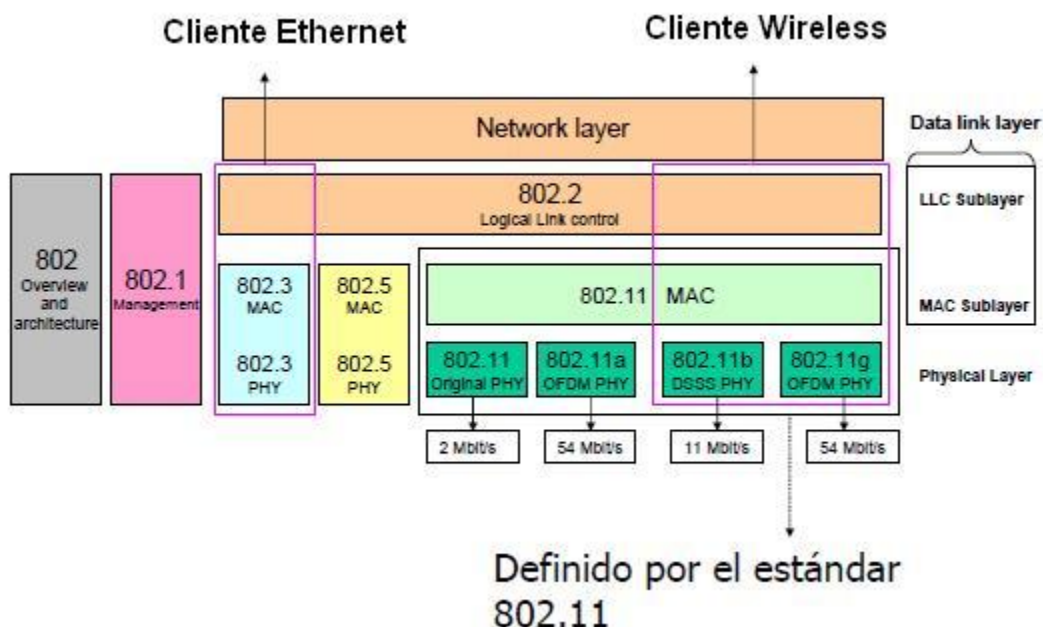 Cliente Ethernet
Cliente Wireless
Network layer
Data link layer
802.2
Logical Link control
LLC Sublayer
802
Overview
and
architecture
802.1
Management
802.3
MAC
802.3
PHY
802.5
MAC
802.5
PHY
802.11 MAC
MAC Sublayer
802.11
Original PHY
802.11a
OFDM PHY
802.11b
DSSS PHY
802.11g
OFDM PHY
Physical Layer
2 Mbit/s
54 Mbit/s
11 Mbit/s
54 Mbit/s
Definido por el estándar
802.11